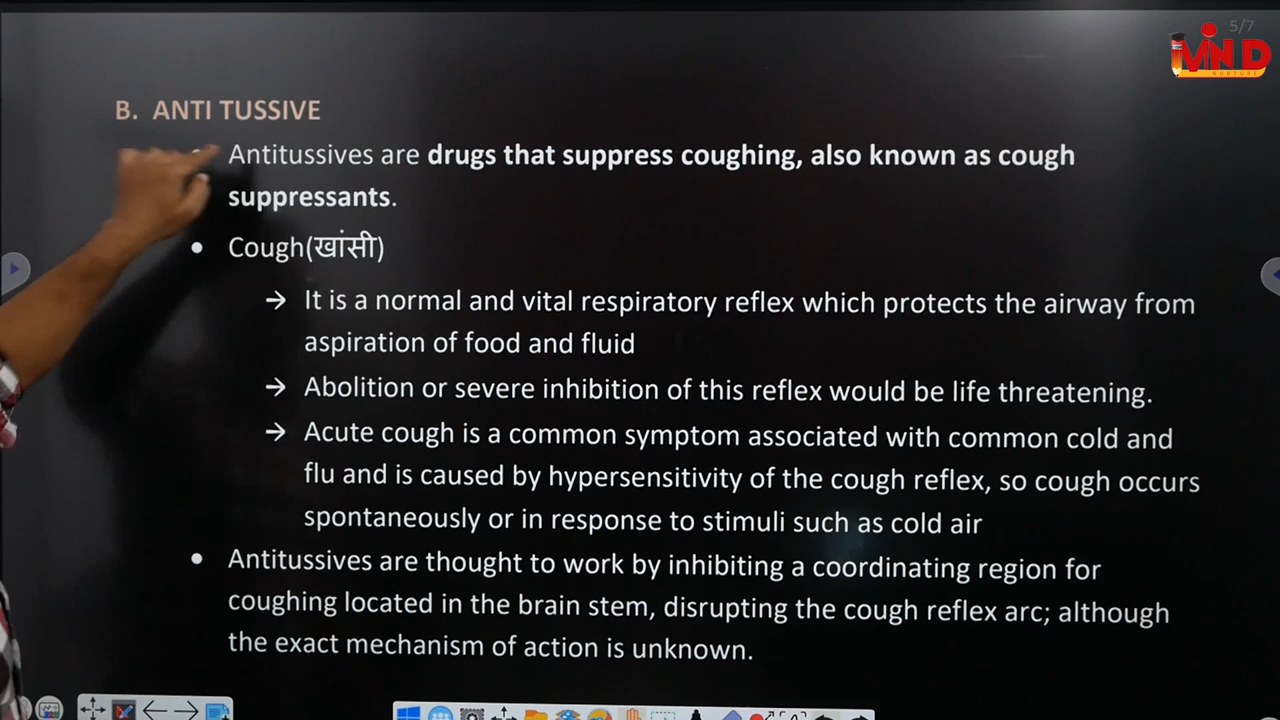 5/7
MIND
NURTURE
B. ANTI TUSSIVE
Antitussives are drugs that suppress coughing, also known as cough
suppressants.
Cough(खांसी)
→ It is a normal and vital respiratory reflex which protects the airway from
aspiration of food and fluid
→ Abolition or severe inhibition of this reflex would be life threatening.
→ Acute cough is a common symptom associated with common cold and
flu and is caused by hypersensitivity of the cough reflex, so cough occurs
spontaneously or in response to stimuli such as cold air
Antitussives are thought to work by inhibiting a coordinating region for
coughing located in the brain stem, disrupting the cough reflex arc; although
the exact mechanism of action is unknown.